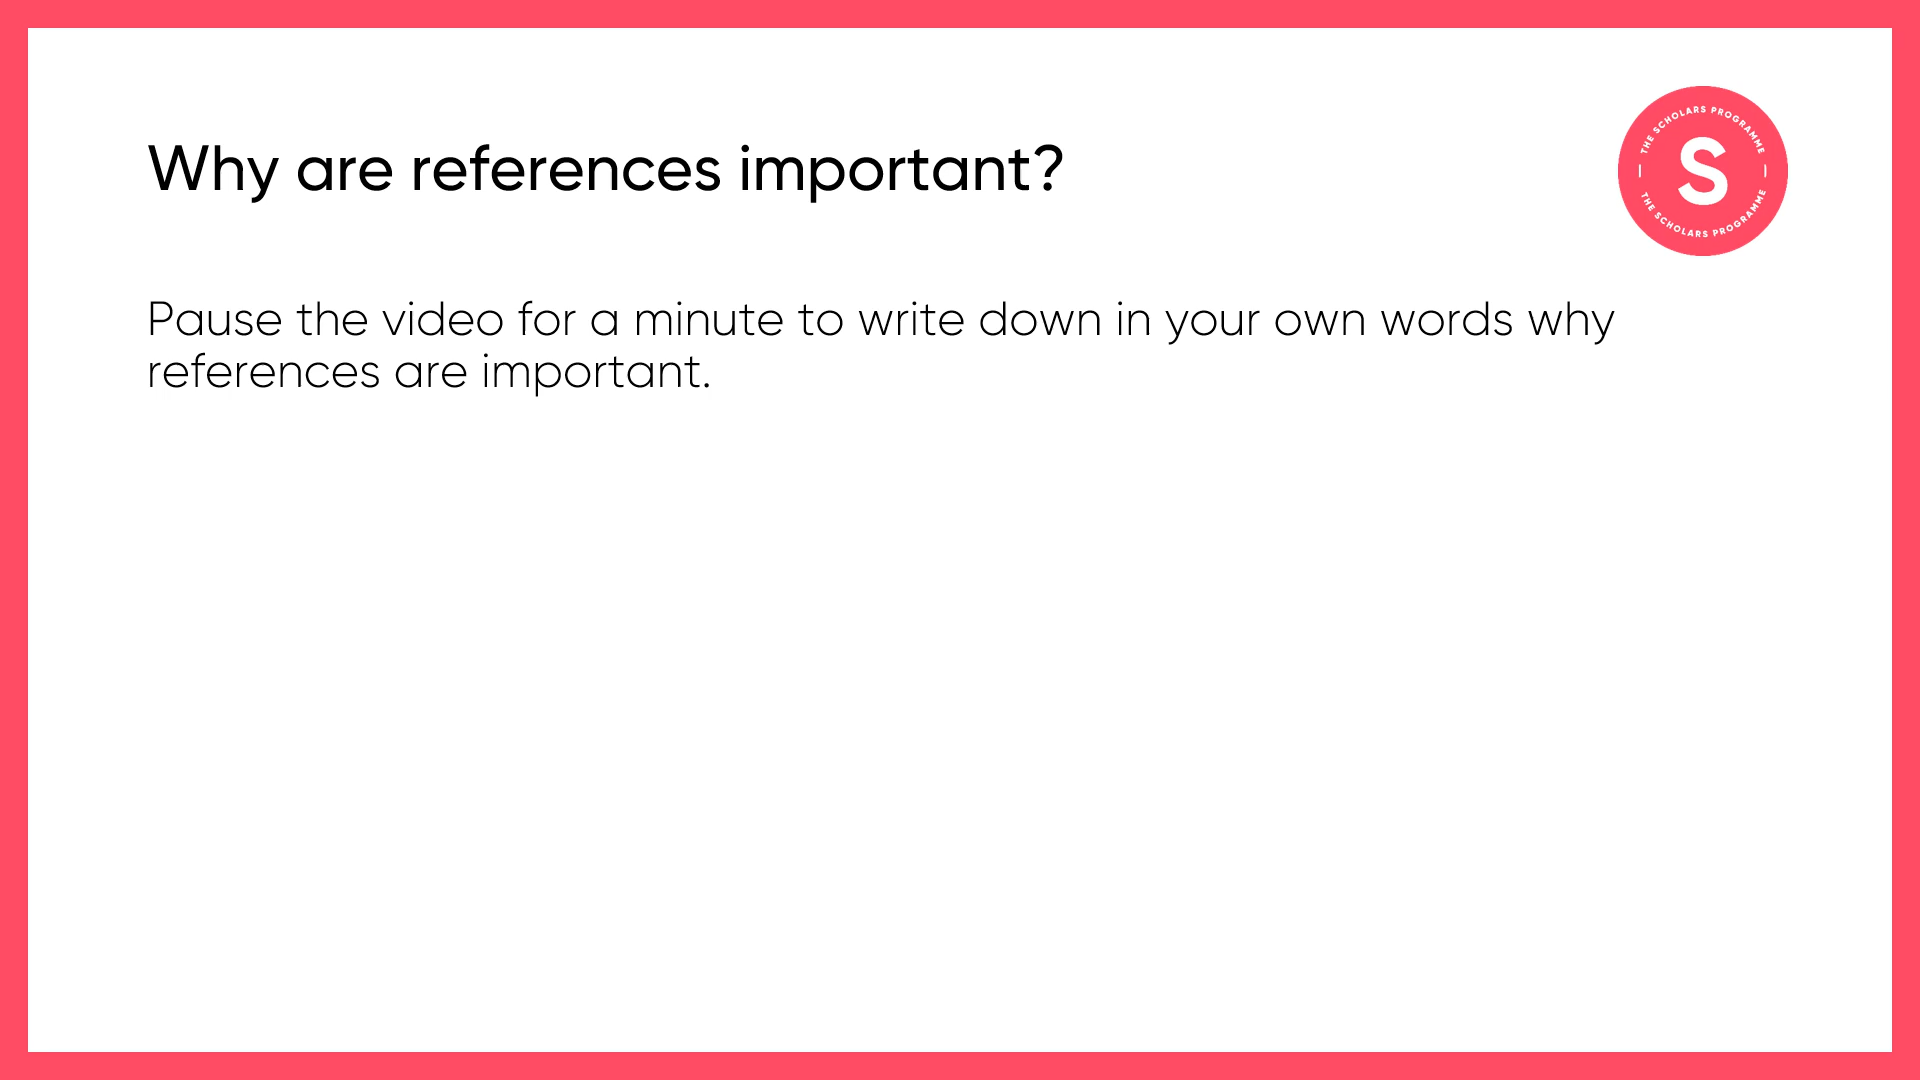 Why are references important?
THE SCHOLARS PROGRAMME
S
THE SCHOLARS PROGRAMME
Pause the video for a minute to write down in your own words why
references are important.